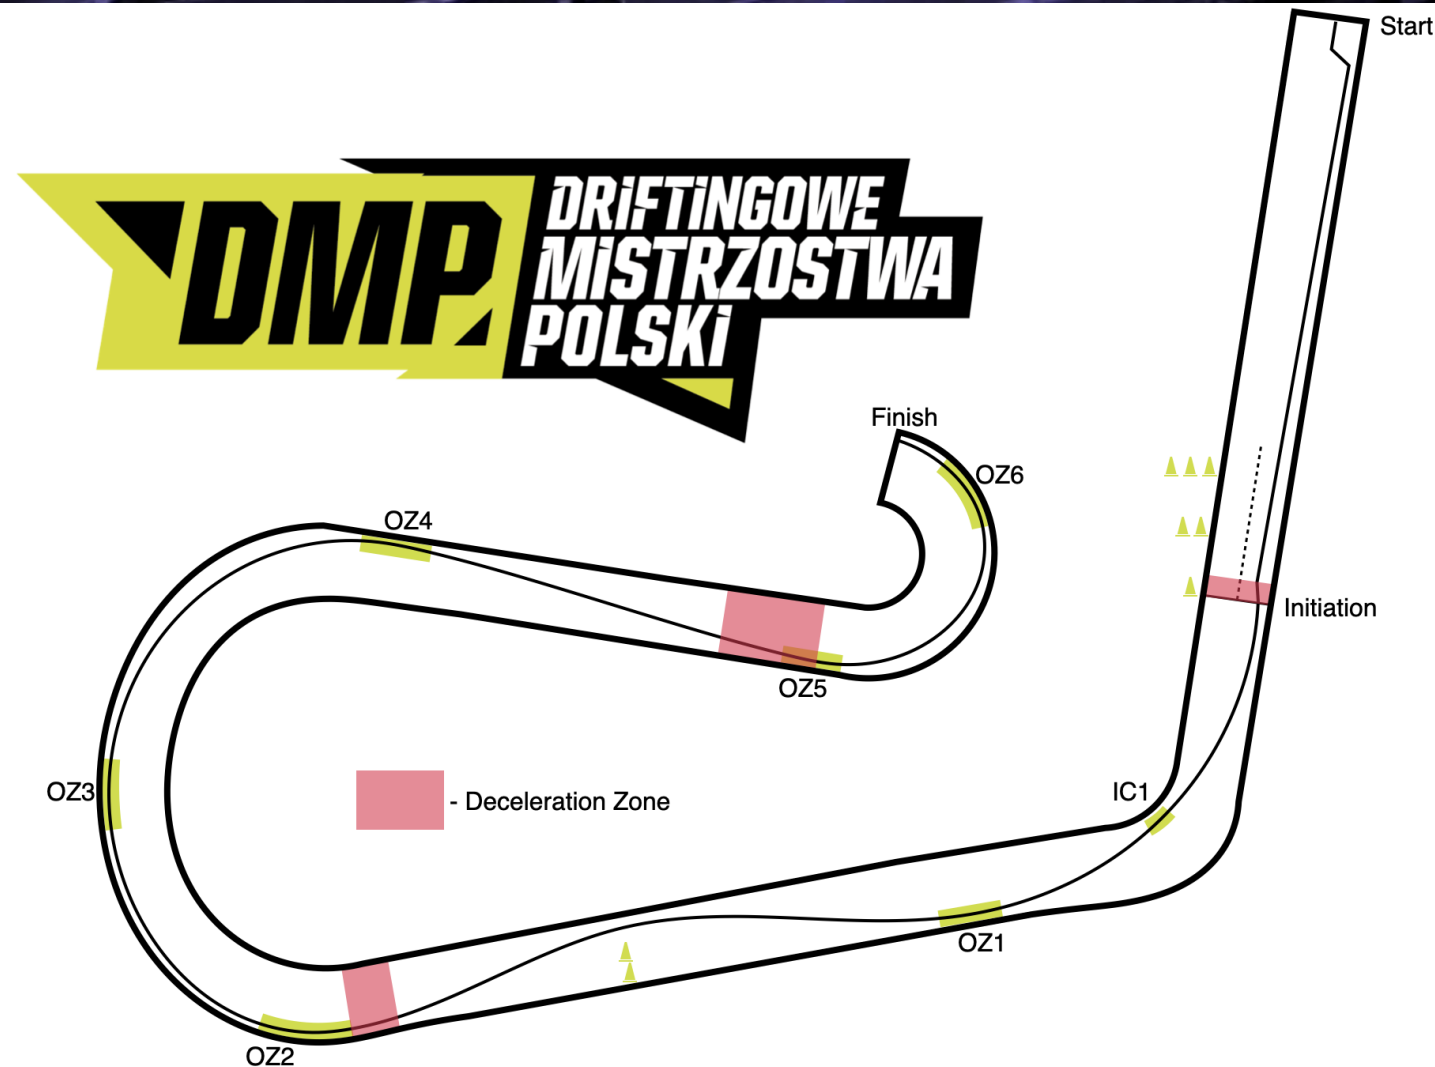 Start
DMP.
DRiFTiNGOWE
MiSTRZOSTWA
POLSKi
Finish
OZ6
OZ4
Initiation
OZ5
OZ3
IC1
- Deceleration Zone
OZ1
OZ2